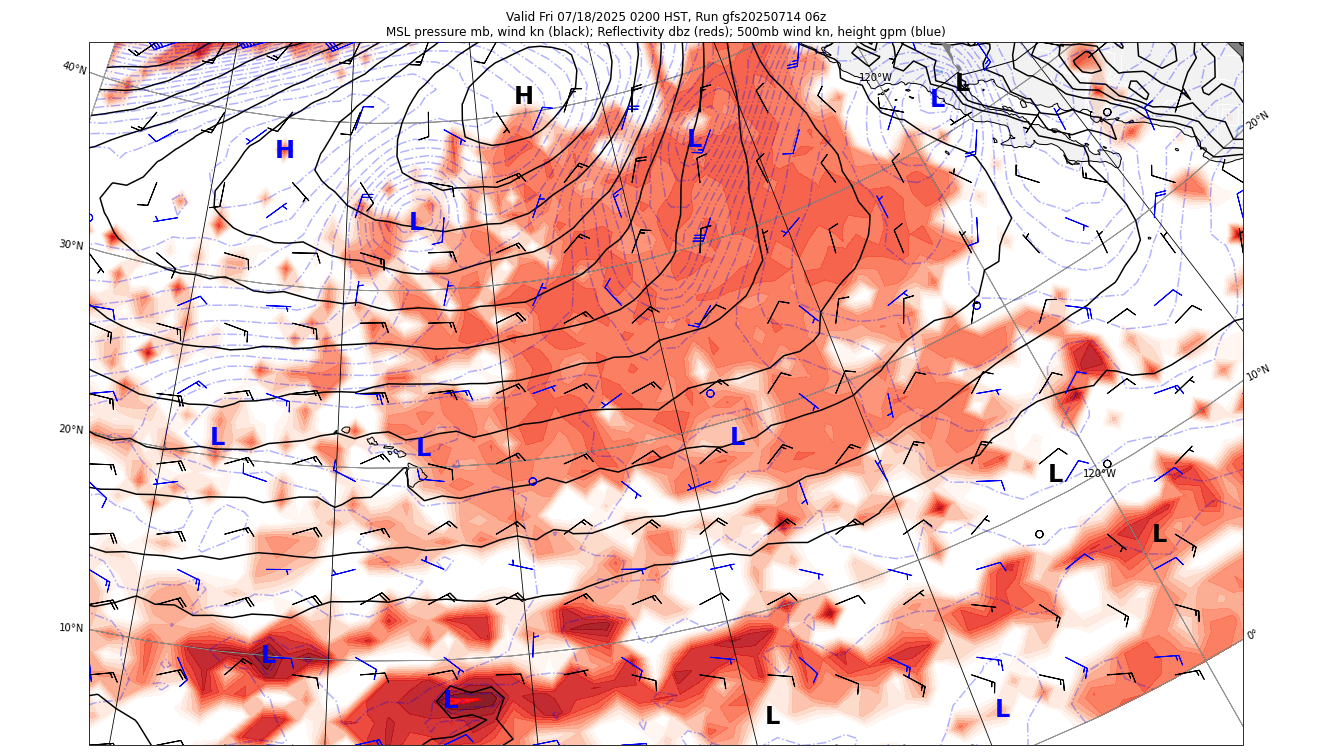 Valid Fri 07/18/2025 0200 HST, Run gfs20250714 06z
MSL pressure mb, wind kn (black); Reflectivity dbz (reds); 500mb wind kn, height gpm (blue)
40°N
120°W
L
H
L
20°N
L
H
L
30°N
10°N
20°N
L
L
L
L
120°W
L
10°N
0°
L
L
L
L